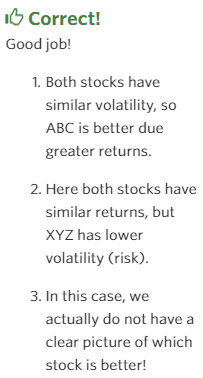 Correct!
Good job!
1. Both stocks have
similar volatility, so
ABC is better due
greater returns.
2. Here both stocks have
similar returns, but
XYZ has lower
volatility (risk).
3. In this case, we
actually do not have a
clear picture of which
stock is better!